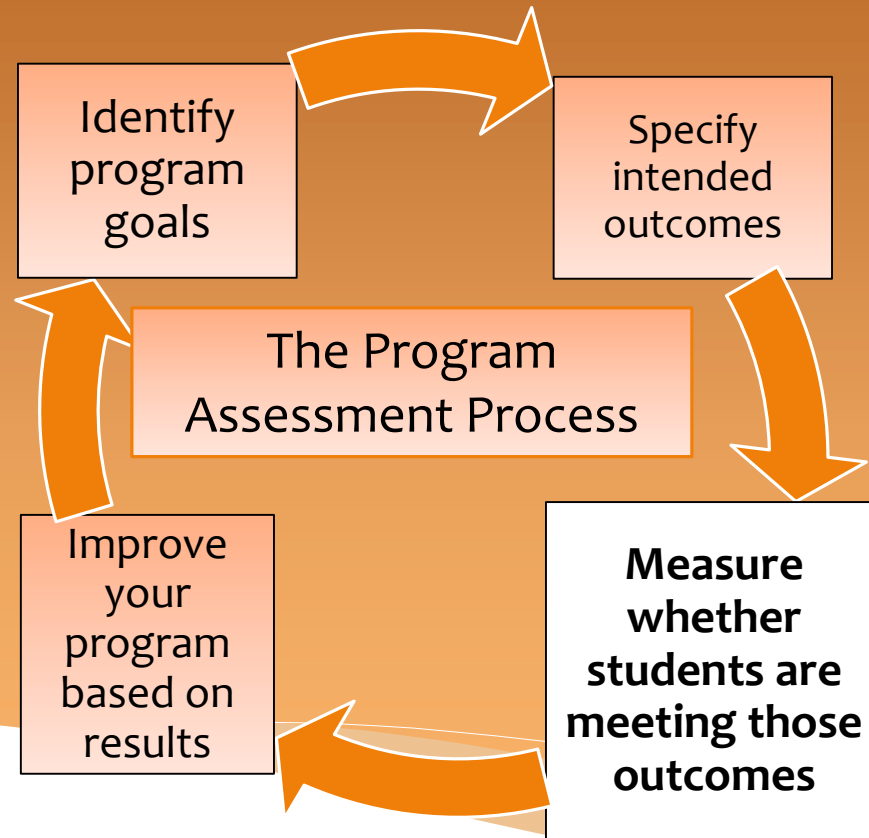 Identify
program
goals
Specify
intended
outcomes
The Program
Assessment Process
Improve
your
program
based on
results
Measure
whether
students are
meeting those
outcomes